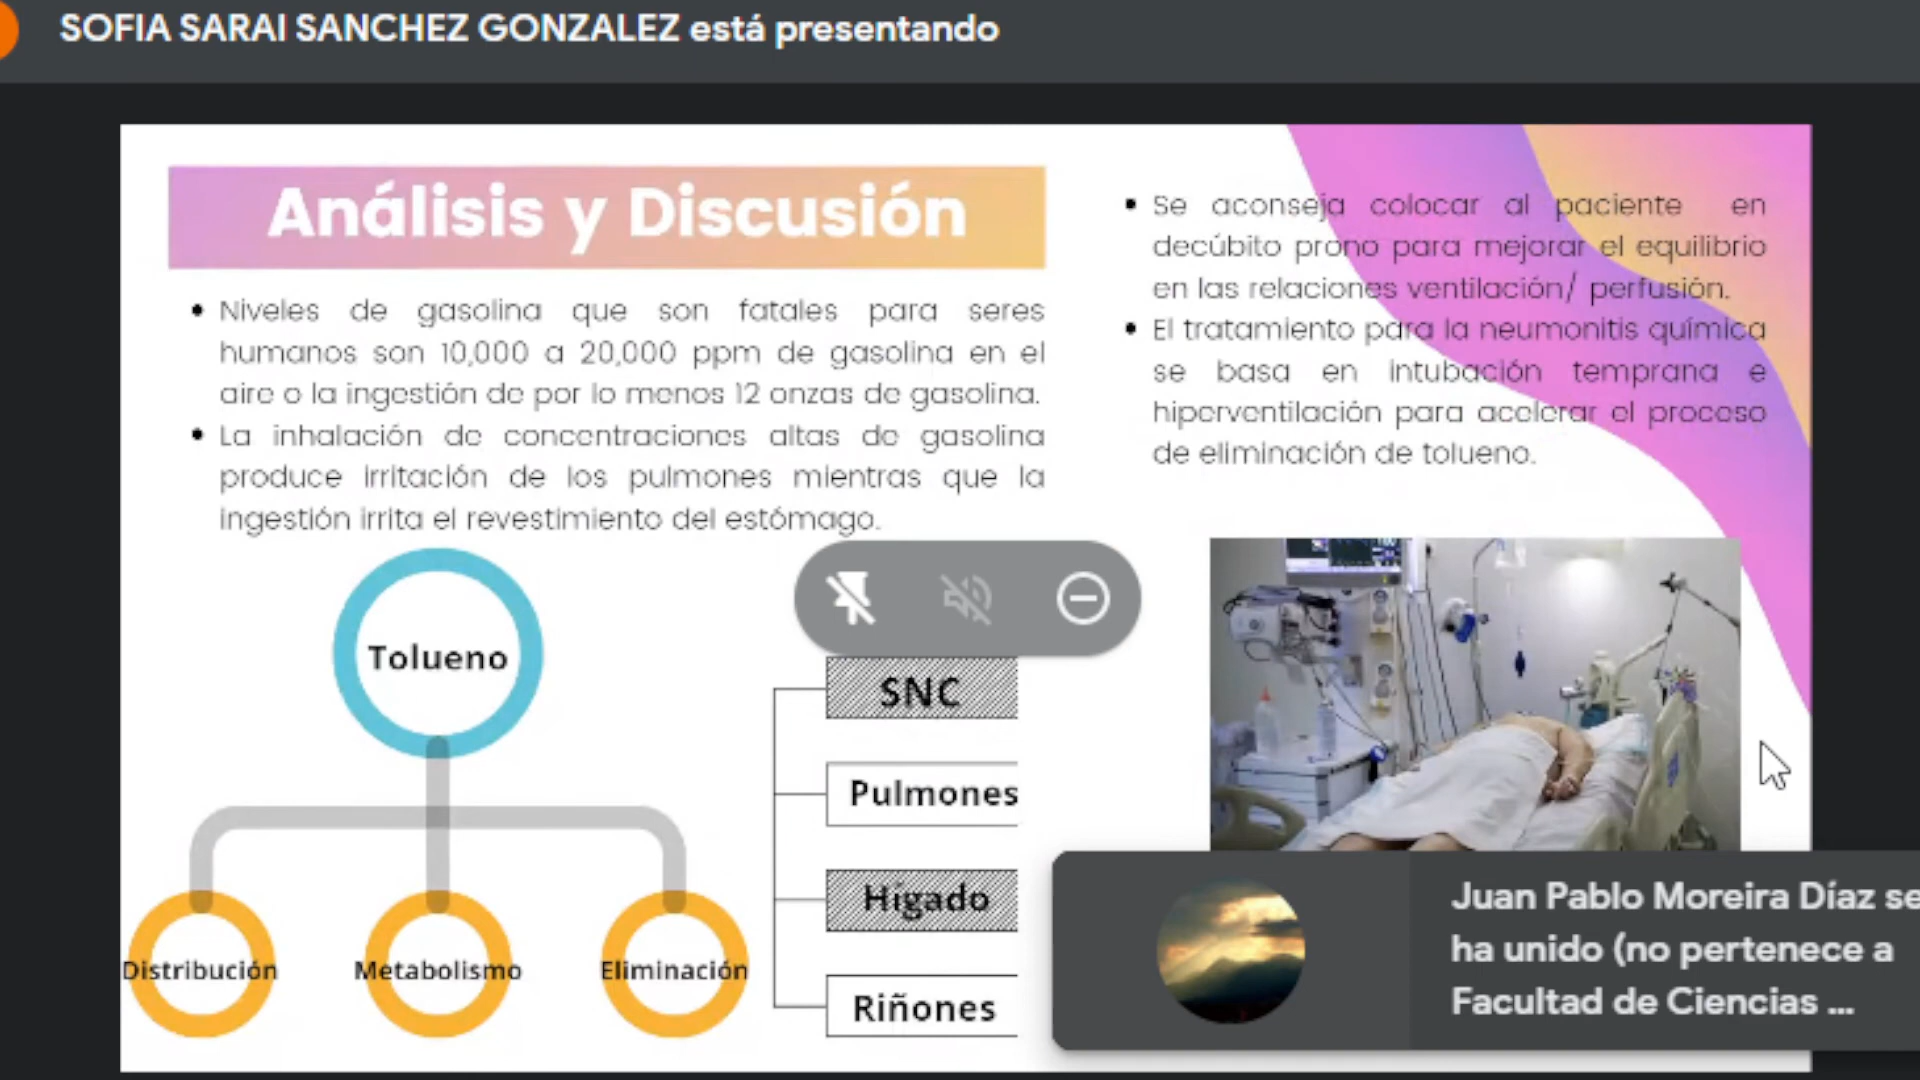 SOFIA SARAI SANCHEZ GONZALEZ está presentando
Análisis y Discusión
Niveles de gasolina que son fatales para seres
humanos son 10,000 a 20,000 ppm de gasolina en el
aire o la ingestión de por lo menos 12 onzas de gasolina.
La inhalación de concentraciones altas de gasolina
produce irritación de los pulmones mientras que la
ingestión irrita el revestimiento del estómago.
Se aconseja colocar al paciente en
decúbito prono para mejorar el equilibrio
en las relaciones ventilación/ perfusión.
El tratamiento para la neumonitis química
se basa en intubación temprana e
hiperventilación para acelerar el proceso
de eliminación de tolueno.
Tolueno
Distribución
Metabolismo
Eliminación
SNC
Pulmones
Hígado
Riñones
Juan Pablo Moreira Díaz se
ha unido (no pertenece a
Facultad de Ciencias ...